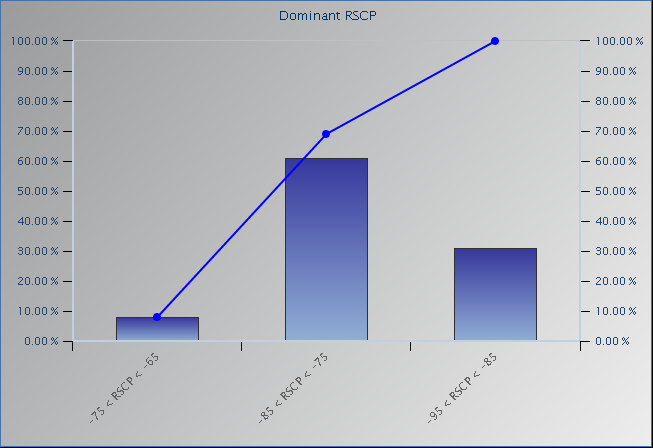 Dominant RSCP
100.00 % 100.00 %
90.00 % 90.00 %
80.00 % 80.00 %
70.00 % 70.00 %
60.00 % 60.00 %
50.00 % 50.00 %
40.00 % 40.00 %
30.00 % 30.00 %
20.00 % 20.00 %
10.00 % 10.00 %
0.00 % 0.00 %
-75 < RSCP < -65
-85 < RSCP < -75
-95 < RSCP < -85